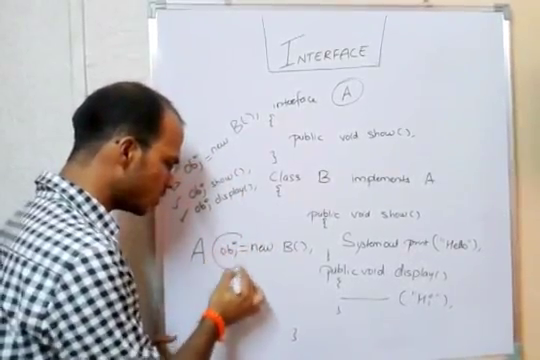 INTERFACE
interface A
{
public void show();
}
obj = new B();
obj show();
obj display();
Class B implements A
{
public void show()
{
System out print ("Hello");
}
A obj = new B();
public void display()
{
("Hi");
}
}